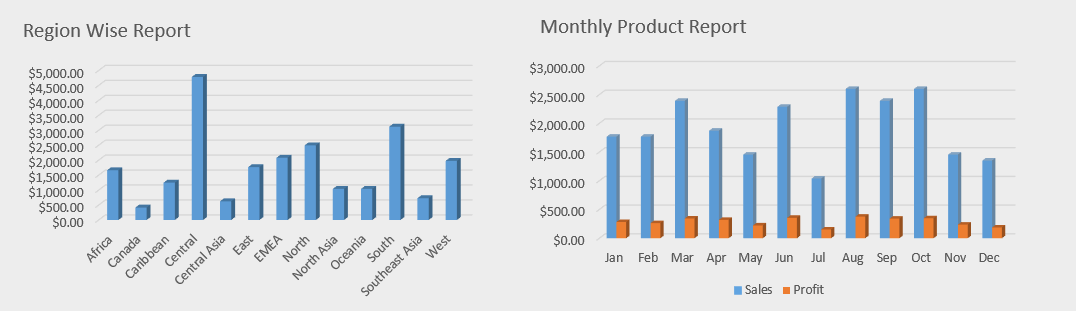 Region Wise Report
$5,000.00
$4,500.00
$4,000.00
$3,500.00
$3,000.00
$2,500.00
$2,000.00
$1,500.00
$1,000.00
$500.00
$0.00
Africa
Canada
Caribbean
Central
Central Asia
East
EMEA
North
North Asia
Oceania
South
Southeast Asia
West
Monthly Product Report
$3,000.00
$2,500.00
$2,000.00
$1,500.00
$1,000.00
$500.00
$0.00
Jan Feb Mar Apr May Jun Jul Aug Sep Oct Nov Dec
Sales Profit